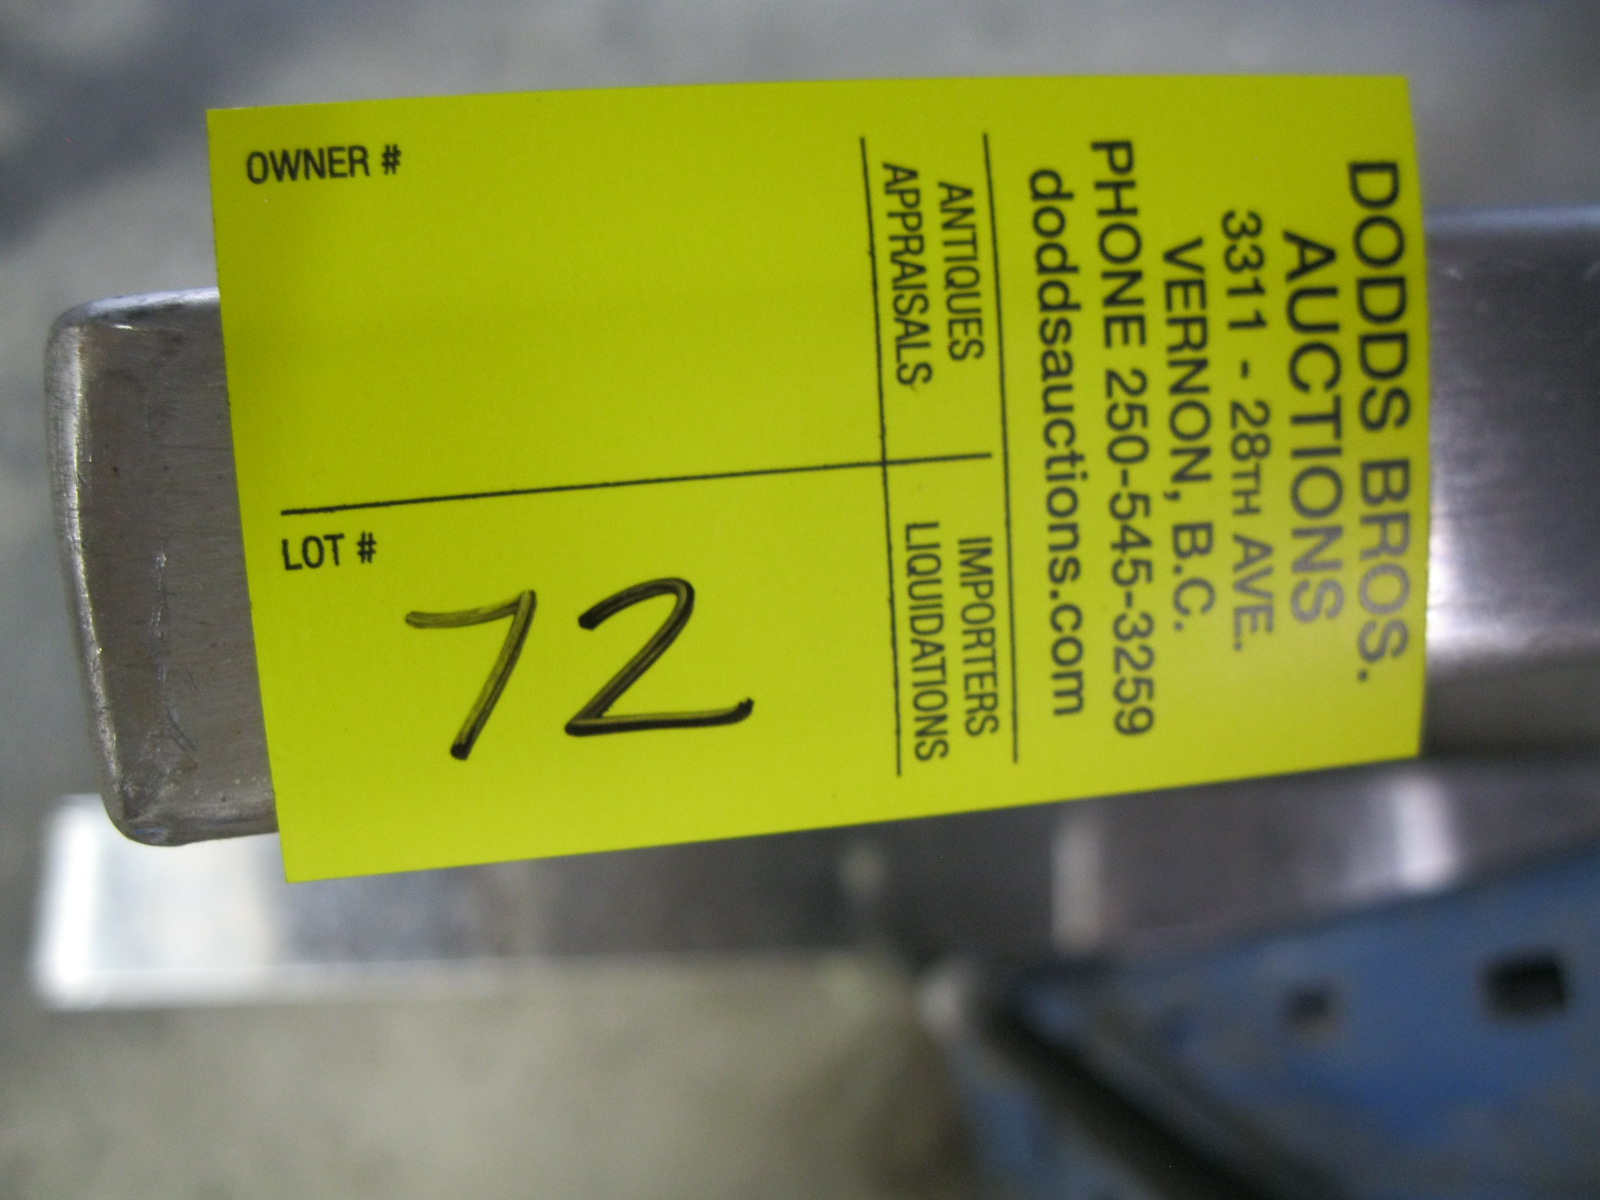 DODDS BROS.
AUCTIONS
3311 - 28TH AVE.
VERNON, B.C.
PHONE 250-545-3259
doddsauctions.com
ANTIQUES
APPRAISALS
IMPORTERS
LIQUIDATIONS
OWNER #
LOT #
72